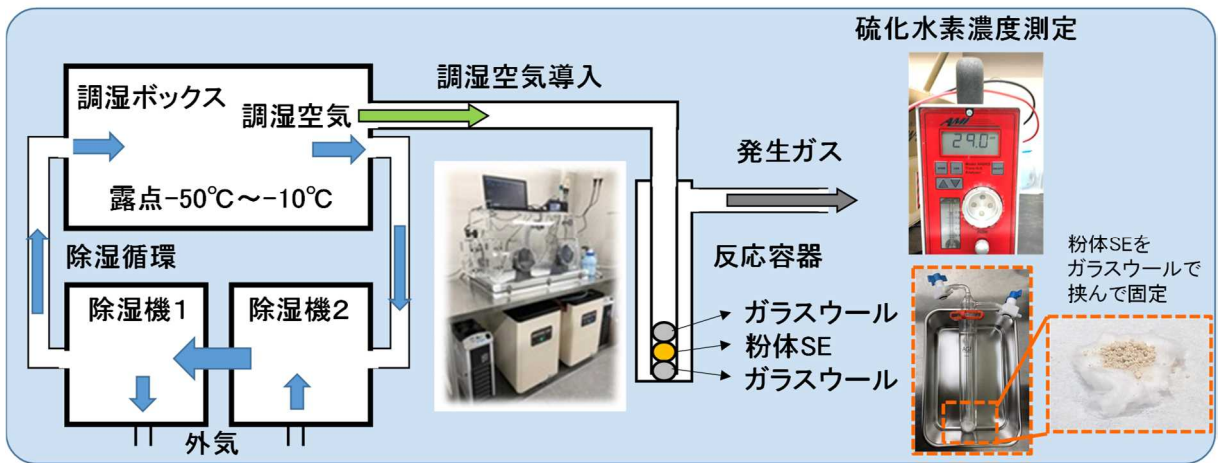 硫化水素濃度測定
調湿空気導入
調湿ボックス
調湿空気
AMI
29.0
発生ガス
露点-50℃～-10℃
除湿循環
反応容器
粉体SEを
ガラスウールで
挟んで固定
除湿機1
除湿機2
ガラスウール
粉体SE
ガラスウール
外気